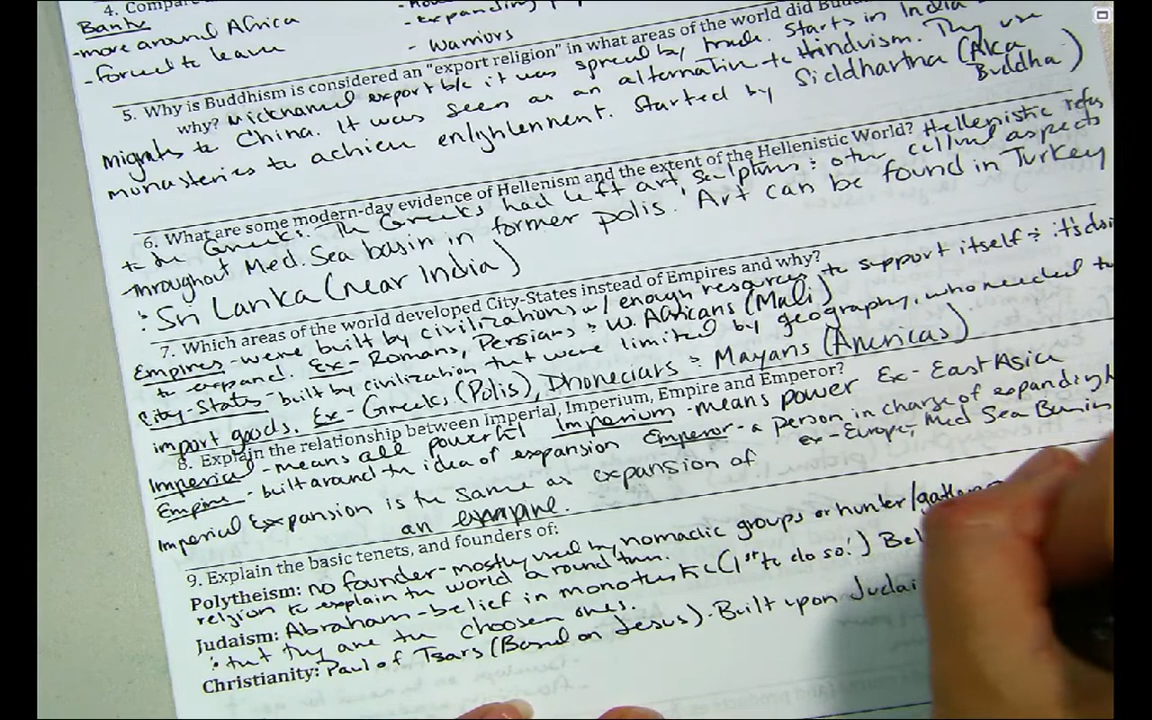 4. Compare
Bantu
-more around Africa
-forced to leave
-expanding
-warriors
5. Why is Buddhism is considered an "export religion" in what areas of the world did Budd
why? Nicknamed export b/c it was spread by trade. Starts in India
migrates to China. It was seen as an alternative to Hinduism. They use
monasteries to achieve enlightenment. Started by Siddhartha (Aka
Buddha)
6. What are some modern-day evidence of Hellenism and the extent of the Hellenistic World? Hellenistic refers
to the Greeks. The Greeks had left art, sculptures & other cultural aspects
throughout Med. Sea basin in former polis. Art can be found in Turkey
& Sri Lanka (near India)
7. Which areas of the world developed City-States instead of Empires and why?
Empires - were built by civilizations w/ enough resources to support itself & it's
to expand. Ex- Romans, Persians & W. Africans (Mali)
City-States - built by civilization that were limited by geography, who needed to
import goods. Ex- Greeks (Polis), Phonecians & Mayans (Americas)
8. Explain the relationship between Imperial, Imperium, Empire and Emperor?
Imperial - means all powerful Imperium - means power Ex- East Asia
Empire - built around the idea of expansion Emperor - a person in charge of expanding
Imperial Expansion is the same as expansion of ex- Europe, Med Sea
an empire.
9. Explain the basic tenets, and founders of:
Polytheism: no founder - mostly used by nomadic groups or hunter/gatherers
religion to explain the world around them.
Judaism: Abraham - belief in monotheistic (1st to do so!) Bel
& that they are the choosen ones.
Christianity: Paul of Tsars (Based on Jesus). Built upon Judai